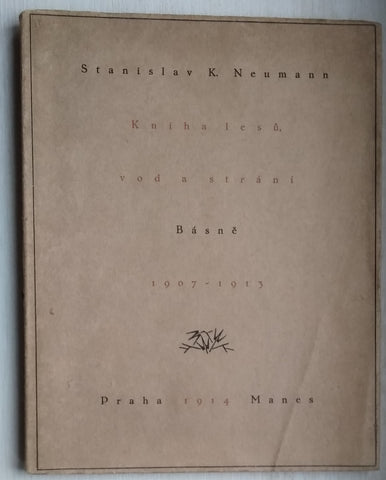 Stanislav K. Neumann
Kniha lesů,
vod a strání
Básně
1907-1913
Praha 1914 Manes